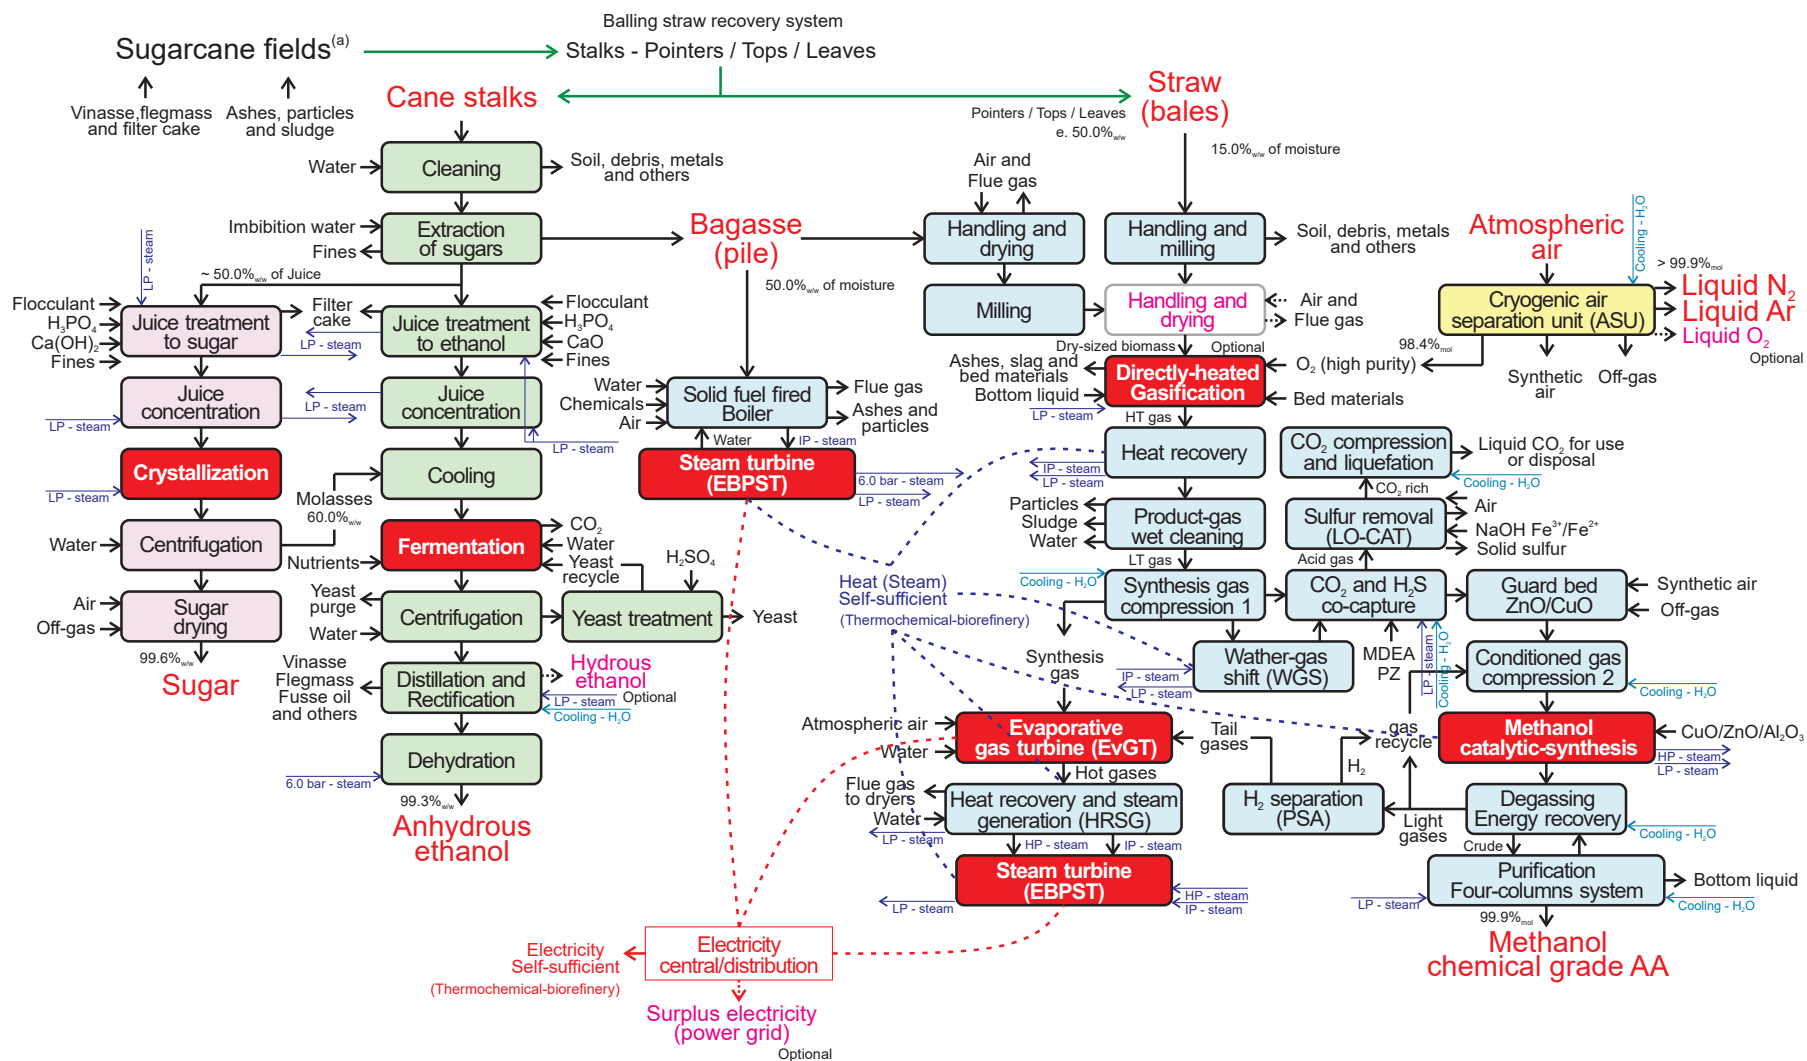 Balling straw recovery system
Sugarcane fields(a)
Stalks - Pointers / Tops / Leaves
Vinasse,flegmass
and filter cake
Ashes, particles
and sludge
Cane stalks
Straw
(bales)
Pointers / Tops / Leaves
e. 50.0%w/w
15.0%w/w of moisture
Water
Cleaning
Soil, debris, metals
and others
Imbibition water
Fines
Extraction
of sugars
Bagasse
(pile)
50.0%w/w of moisture
Air and
Flue gas
Handling and
drying
Handling and
milling
Soil, debris, metals
and others
Milling
Handling and
drying
Air and
Flue gas
Optional
Dry-sized biomass
Atmospheric
air
Cooling - H2O
> 99.9%mol
Cryogenic air
separation unit (ASU)
Liquid N2
Liquid Ar
Liquid O2
Optional
98.4%mol
Synthetic
air
Off-gas
LP - steam
~ 50.0%w/w of Juice
Flocculant
H3PO4
Ca(OH)2
Fines
Juice treatment
to sugar
Filter
cake
LP - steam
Juice treatment
to ethanol
Flocculant
H3PO4
CaO
Fines
Juice
concentration
LP - steam
LP - steam
Juice
concentration
LP - steam
Crystallization
LP - steam
Molasses
60.0%w/w
Cooling
Water
Centrifugation
Nutrients
Fermentation
CO2
Water
Yeast
recycle
H2SO4
Air
Off-gas
Sugar
drying
99.6%w/w
Sugar
Yeast
purge
Water
Centrifugation
Yeast treatment
Yeast
Vinasse
Flegmass
Fusse oil
and others
Distillation and
Rectification
Hydrous
ethanol
LP - steam
Optional
Cooling - H2O
6.0 bar - steam
Dehydration
99.3%w/w
Anhydrous
ethanol
Water
Chemicals
Air
Solid fuel fired
Boiler
Flue gas
Ashes and
particles
Water
IP - steam
Steam turbine
(EBPST)
6.0 bar - steam
LP - steam
Ashes, slag and
bed materials
Bottom liquid
LP - steam
Directly-heated
Gasification
O2 (high purity)
Bed materials
HT gas
Heat recovery
IP - steam
LP - steam
Particles
Sludge
Water
Product-gas
wet cleaning
LT gas
Cooling - H2O
Synthesis gas
compression 1
CO2 compression
and liquefation
Liquid CO2 for use
or disposal
Cooling - H2O
CO2 rich
Sulfur removal
(LO-CAT)
Air
NaOH Fe3+/Fe2+
Solid sulfur
Acid gas
CO2 and H2S
co-capture
Guard bed
ZnO/CuO
Synthetic air
Off-gas
Heat (Steam)
Self-sufficient
(Thermochemical-biorefinery)
Synthesis
gas
IP - steam
LP - steam
Wather-gas
shift (WGS)
MDEA
PZ
LP - steam
Cooling - H2O
Conditioned gas
compression 2
Cooling - H2O
Atmospheric air
Water
Evaporative
gas turbine (EvGT)
Tail
gases
gas
recycle
H2
Methanol
catalytic-synthesis
CuO/ZnO/Al2O3
HP - steam
LP - steam
Hot gases
Flue gas
to dryers
Water
LP - steam
Heat recovery and steam
generation (HRSG)
HP - steam
IP - steam
H2 separation
(PSA)
Light
gases
Degassing
Energy recovery
Cooling - H2O
Crude
Steam turbine
(EBPST)
LP - steam
HP - steam
IP - steam
Purification
Four-columns system
Bottom liquid
LP - steam
Cooling - H2O
99.9%mol
Methanol
chemical grade AA
Electricity
Self-sufficient
(Thermochemical-biorefinery)
Electricity
central/distribution
Surplus electricity
(power grid)
Optional